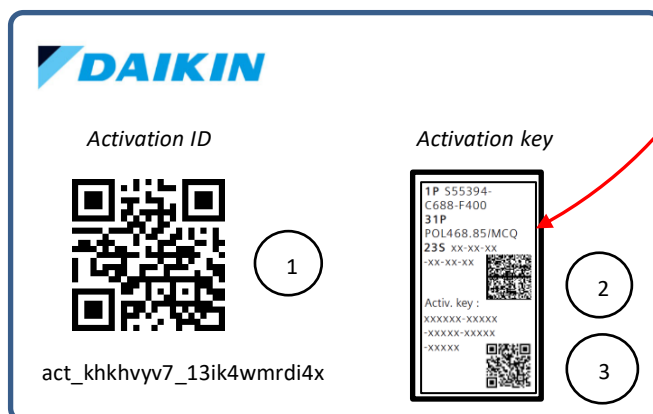 DAIKIN
Activation ID
Activation key
1P S55394-
C688-F400
31P
POL468.85/MCQ
23S xx-xx-xx
-xx-xx-xx
Activ. key :
xxxxxx-xxxxx
-xxxxx-xxxxx
-xxxxx
1
2
3
act_khkhvyv7_13ik4wmrdi4x